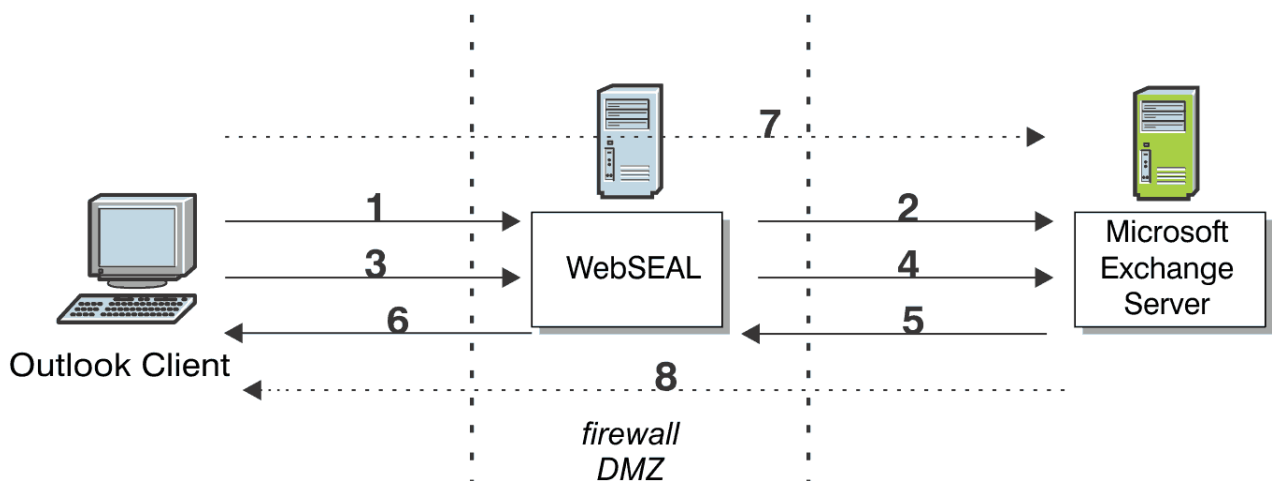 7
1
2
Microsoft
Exchange
Server
WebSEAL
3
4
6
5
Outlook Client
8
firewall
DMZ